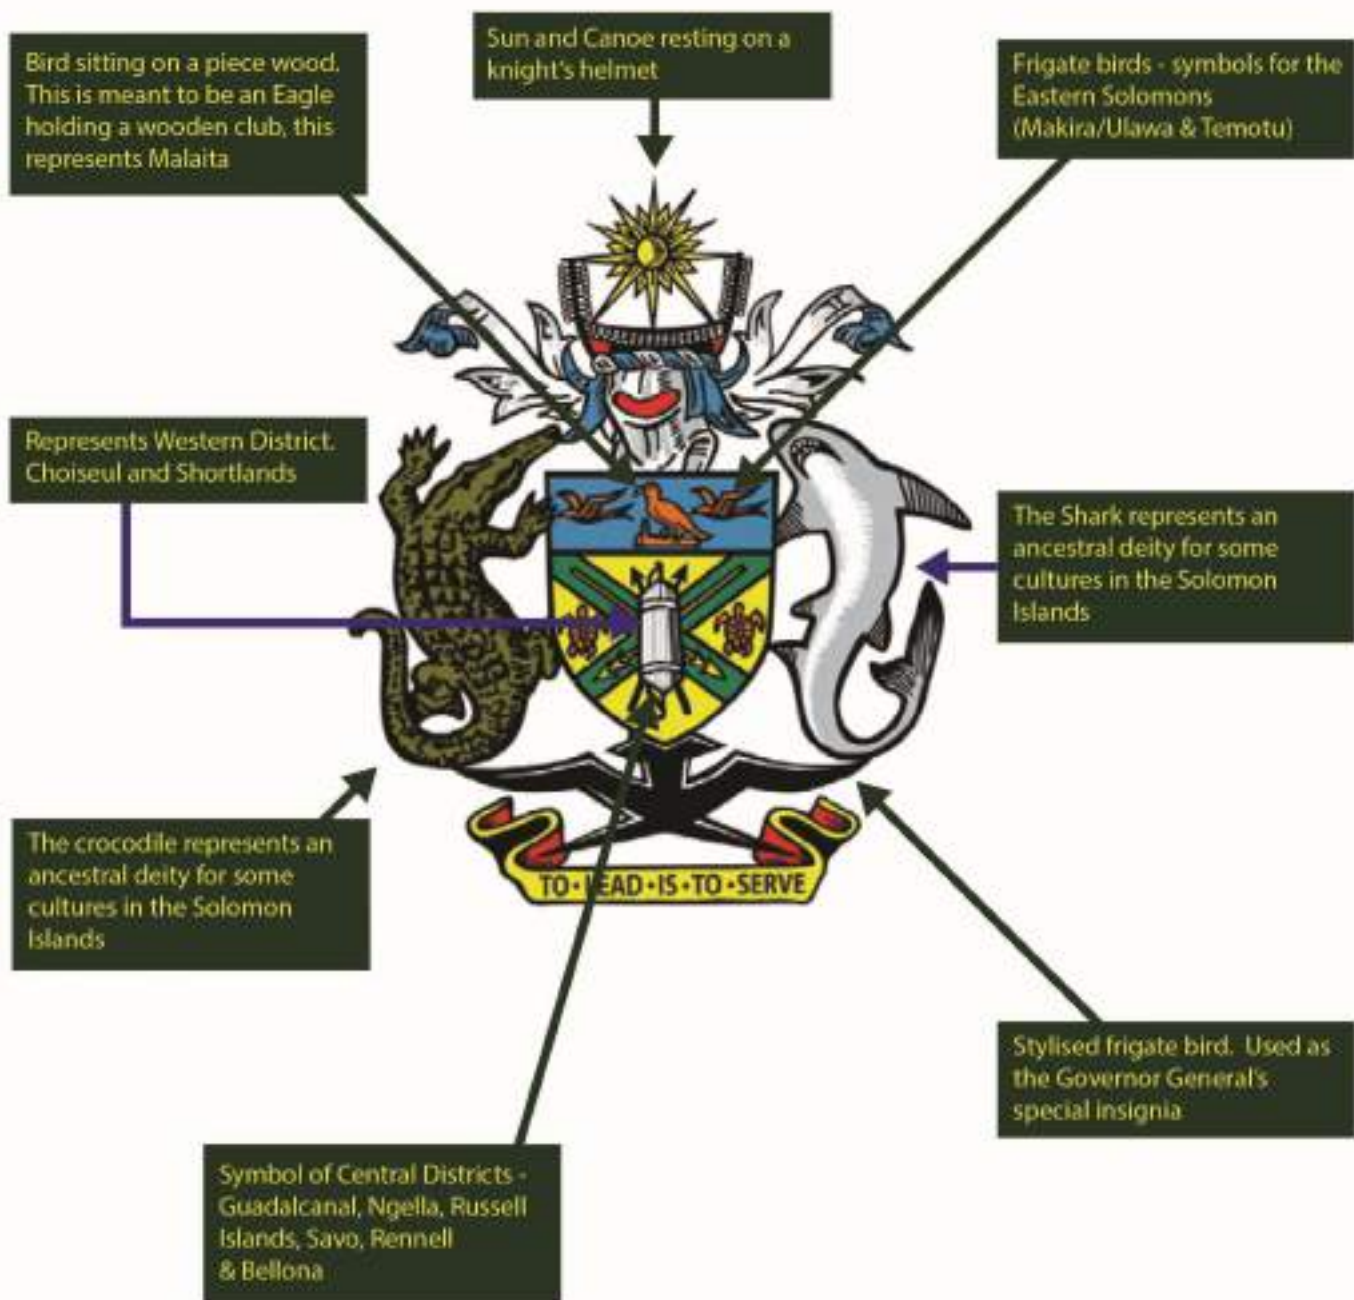 Bird sitting on a piece wood.
This is meant to be an Eagle
holding a wooden club, this
represents Malaita
Sun and Canoe resting on a
knight's helmet
Frigate birds - symbols for the
Eastern Solomons
(Makira/Ulawa & Temotu)
Represents Western District.
Choiseul and Shortlands
The Shark represents an
ancestral deity for some
cultures in the Solomon
Islands
The crocodile represents an
ancestral deity for some
cultures in the Solomon
Islands
TO·LEAD·IS·TO·SERVE
Stylised frigate bird. Used as
the Governor General's
special insignia
Symbol of Central Districts -
Guadalcanal, Ngella, Russell
Islands, Savo, Rennell
& Bellona